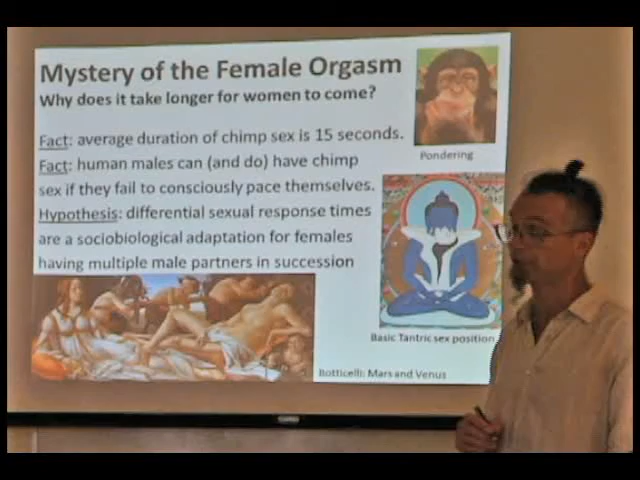 Mystery of the Female Orgasm
Why does it take longer for women to come?
Fact: average duration of chimp sex is 15 seconds.
Fact: human males can (and do) have chimp
sex if they fail to consciously pace themselves.
Hypothesis: differential sexual response times
are a sociobiological adaptation for females
having multiple male partners in succession
Pondering
Basic Tantric sex position
Botticelli: Mars and Venus